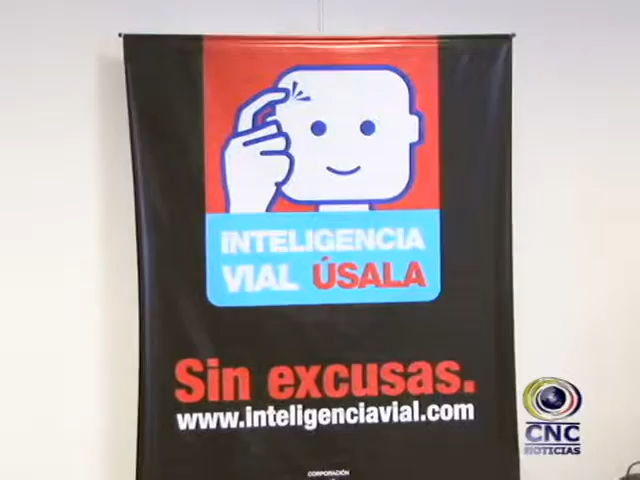 INTELIGENCIA
VIAL ÚSALA
Sin excusas.
www.inteligenciavial.com
CORPORACIÓN
CNC
NOTICIAS